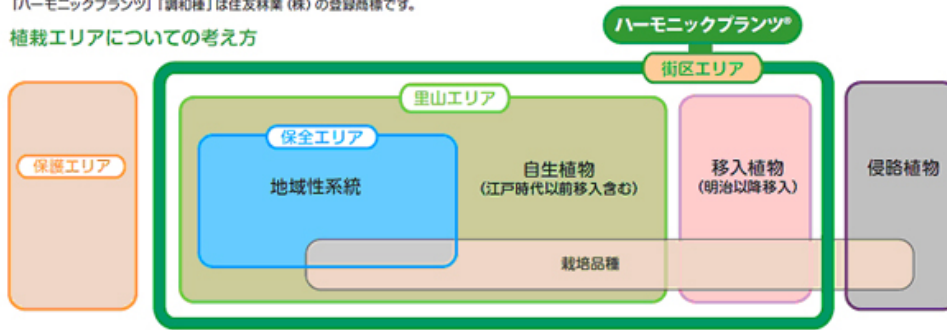 「ハーモニックプランツ」「調和種」は住友林業（株）の登録商標です。
植栽エリアについての考え方
ハーモニックプランツ®
街区エリア
里山エリア
保全エリア
保護エリア
地域性系統
自生植物
（江戸時代以前移入含む）
移入植物
（明治以降移入）
侵略植物
栽培品種